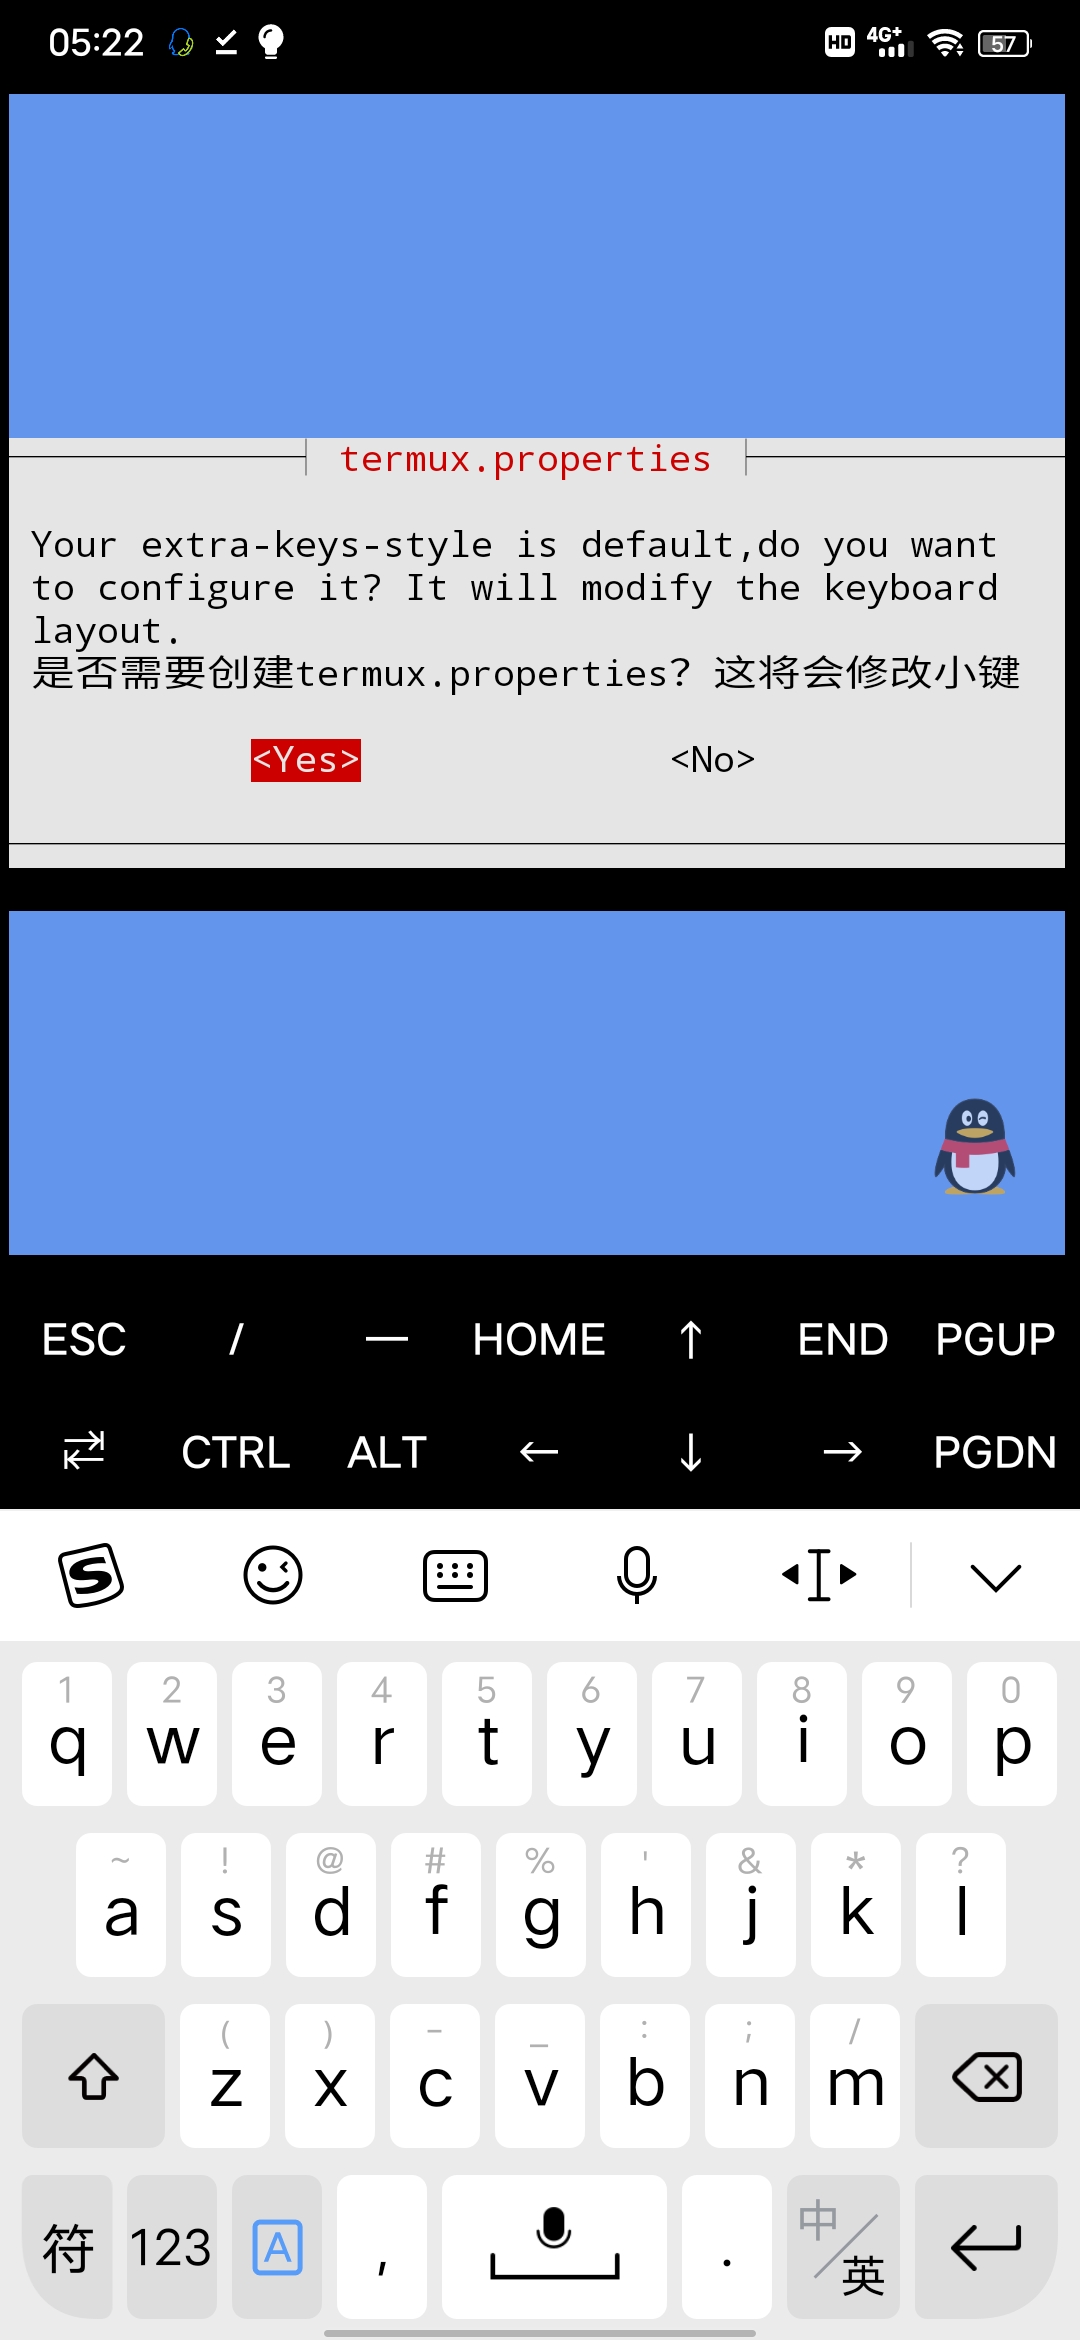 05:22 HD 4G+ 57
termux.properties
Your extra-keys-style is default,do you want
to configure it? It will modify the keyboard
layout.
是否需要创建termux.properties? 这将会修改小键
<Yes> <No>
ESC / — HOME ↑ END PGUP
⇄ CTRL ALT ← ↓ → PGDN
S
1 2 3 4 5 6 7 8 9 0
q w e r t y u i o p
~ ! @ # % ' & * ?
a s d f g h j k l
( ) - _ : ; /
z x c v b n m
符 123 A , . 中/英